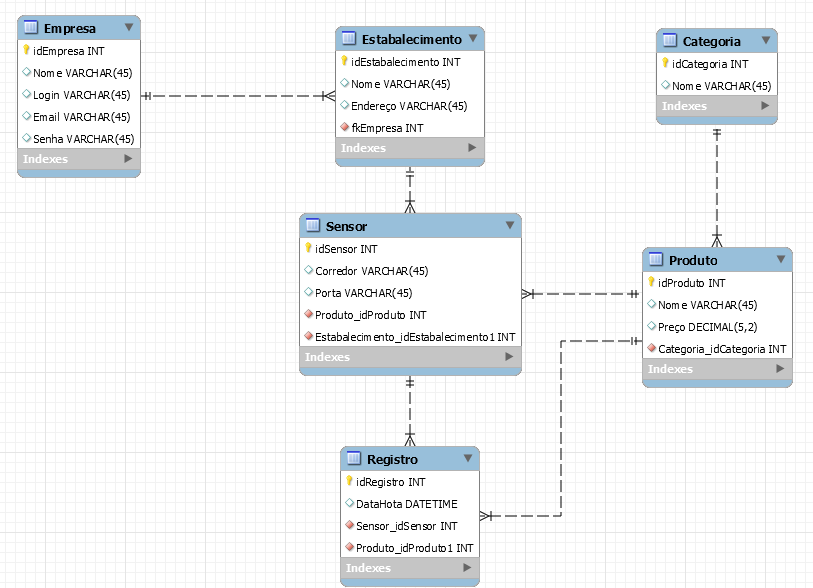 Empresa
idEmpresa INT
Nome VARCHAR(45)
Login VARCHAR(45)
Email VARCHAR(45)
Senha VARCHAR(45)
Indexes
Estabalecimento
idEstabalecimento INT
Nome VARCHAR(45)
Endereço VARCHAR(45)
fkEmpresa INT
Indexes
Categoria
idCategoria INT
Nome VARCHAR(45)
Indexes
Sensor
idSensor INT
Corredor VARCHAR(45)
Porta VARCHAR(45)
Produto_idProduto INT
Estabalecimento_idEstabalecimento1 INT
Indexes
Produto
idProduto INT
Nome VARCHAR(45)
Preço DECIMAL(5,2)
Categoria_idCategoria INT
Indexes
Registro
idRegistro INT
DataHota DATETIME
Sensor_idSensor INT
Produto_idProduto1 INT
Indexes